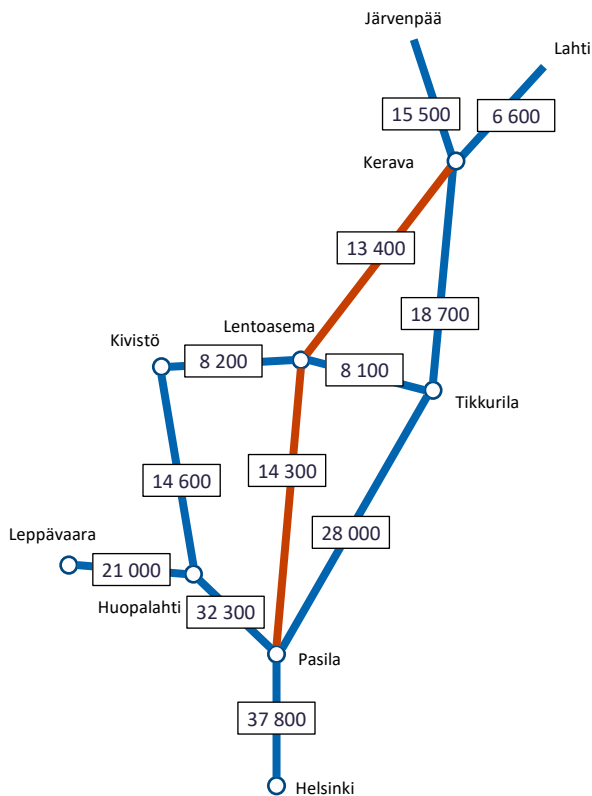 Järvenpää
Lahti
15 500
6 600
Kerava
13 400
18 700
Lentoasema
Kivistö
8 200
8 100
Tikkurila
14 600
14 300
28 000
Leppävaara
21 000
Huopalahti
32 300
Pasila
37 800
Helsinki